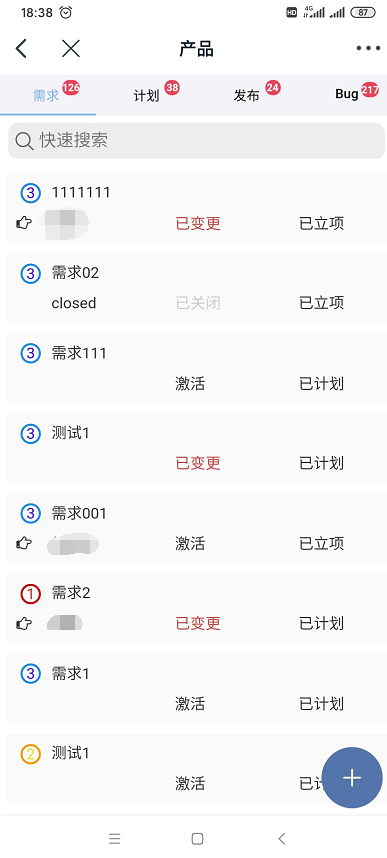 18:38 HD 4G 87
产品
需求 126 计划 38 发布 24 Bug 217
快速搜索
3 1111111
已变更 已立项
3 需求02
closed 已关闭 已立项
3 需求111
激活 已计划
3 测试1
已变更 已计划
3 需求001
激活 已立项
1 需求2
已变更 已计划
3 需求1
激活 已计划
2 测试1
激活 已计